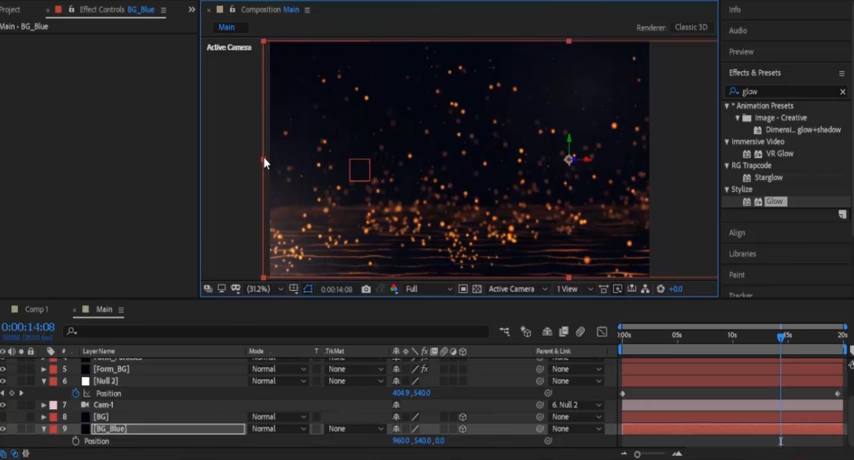 Project
Effect Controls BG_Blue
Main • BG_Blue
Composition Main
Main
Renderer: Classic 3D
Active Camera
Info
Audio
Preview
Effects & Presets
glow
* Animation Presets
Image - Creative
Dimensi.. glow+shadow
Immersive Video
VR Glow
RG Trapcode
Starglow
Stylize
Glow
Align
Libraries
Paint
Tracker
(31.2%)
0:00:14:08
Full
Active Camera
1 View
+0.0
Comp 1
Main
0:00:14:08
# Layer Name
Mode
T .TrkMat
Parent & Link
0:00s
05s
10s
15s
20s
5 [Form_BG] Normal None None
6 [Null 2] Normal None None
Position 404.9,540.0
7 Cam-1 6. Null 2
8 [BG] Normal None
9 [BG_Blue] Normal None None
Position 960.0,540.0,0.0